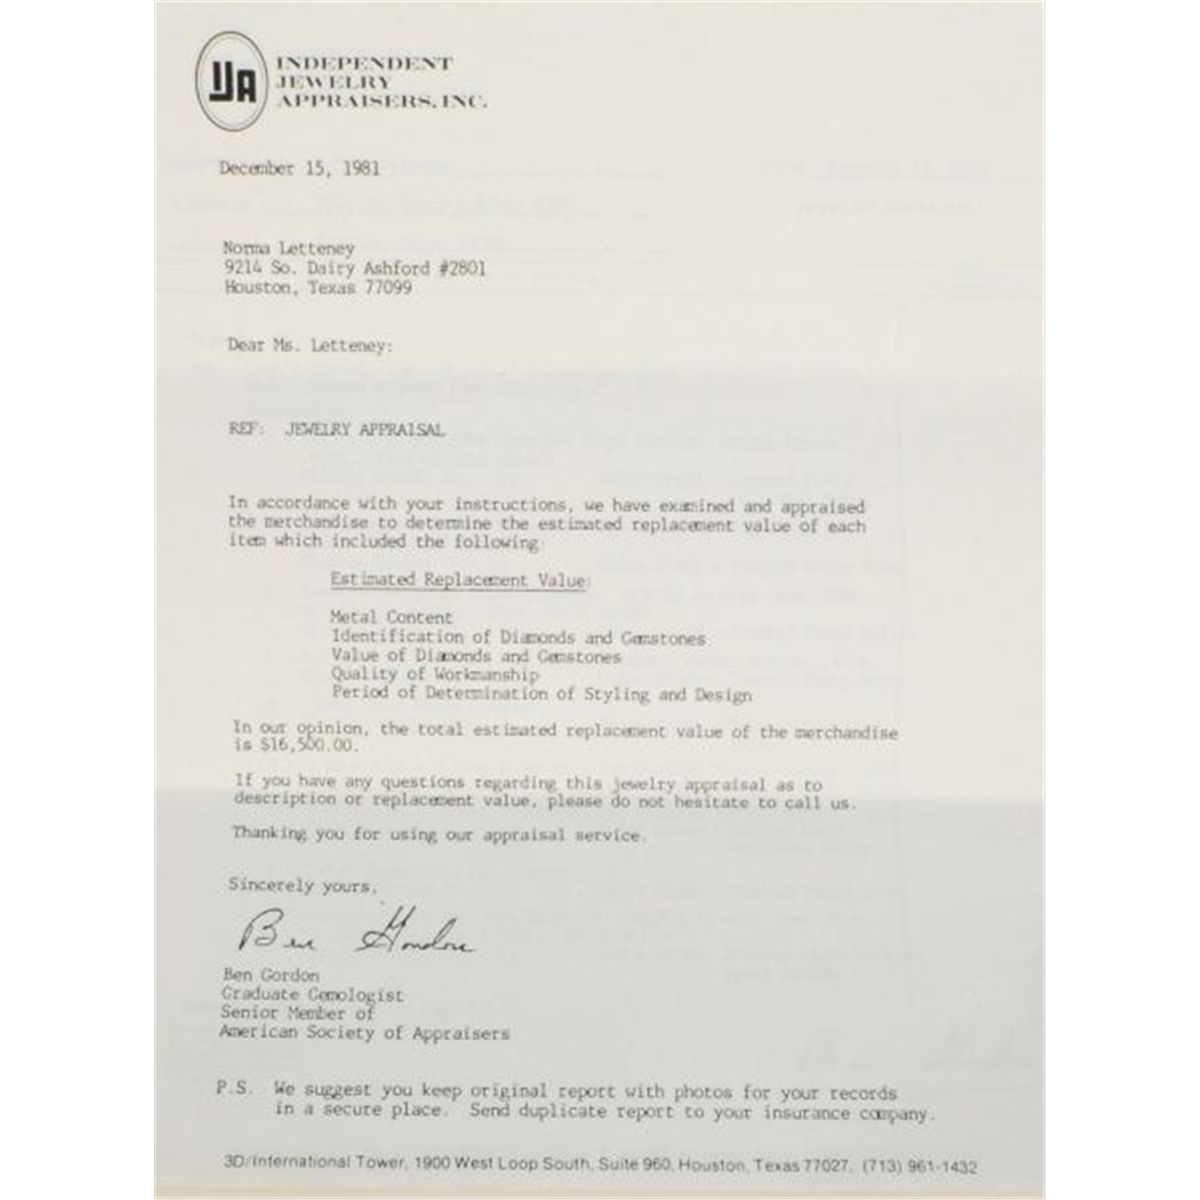 IJA
INDEPENDENT
JEWELRY
APPRAISERS, INC.
December 15, 1981
Norma Letteney
9214 So. Dairy Ashford #2801
Houston, Texas 77099
Dear Ms. Letteney:
REF: JEWELRY APPRAISAL
In accordance with your instructions, we have examined and appraised
the merchandise to determine the estimated replacement value of each
item which included the following:
Estimated Replacement Value:
Metal Content
Identification of Diamonds and Gemstones
Value of Diamonds and Gemstones
Quality of Workmanship
Period of Determination of Styling and Design
In our opinion, the total estimated replacement value of the merchandise
is $16,500.00.
If you have any questions regarding this jewelry appraisal as to
description or replacement value, please do not hesitate to call us.
Thanking you for using our appraisal service.
Sincerely yours,
Ben Gordon
Ben Gordon
Graduate Gemologist
Senior Member of
American Society of Appraisers
P.S. We suggest you keep original report with photos for your records
in a secure place. Send duplicate report to your insurance company.
3D/International Tower, 1900 West Loop South, Suite 960, Houston, Texas 77027, (713) 961-1432